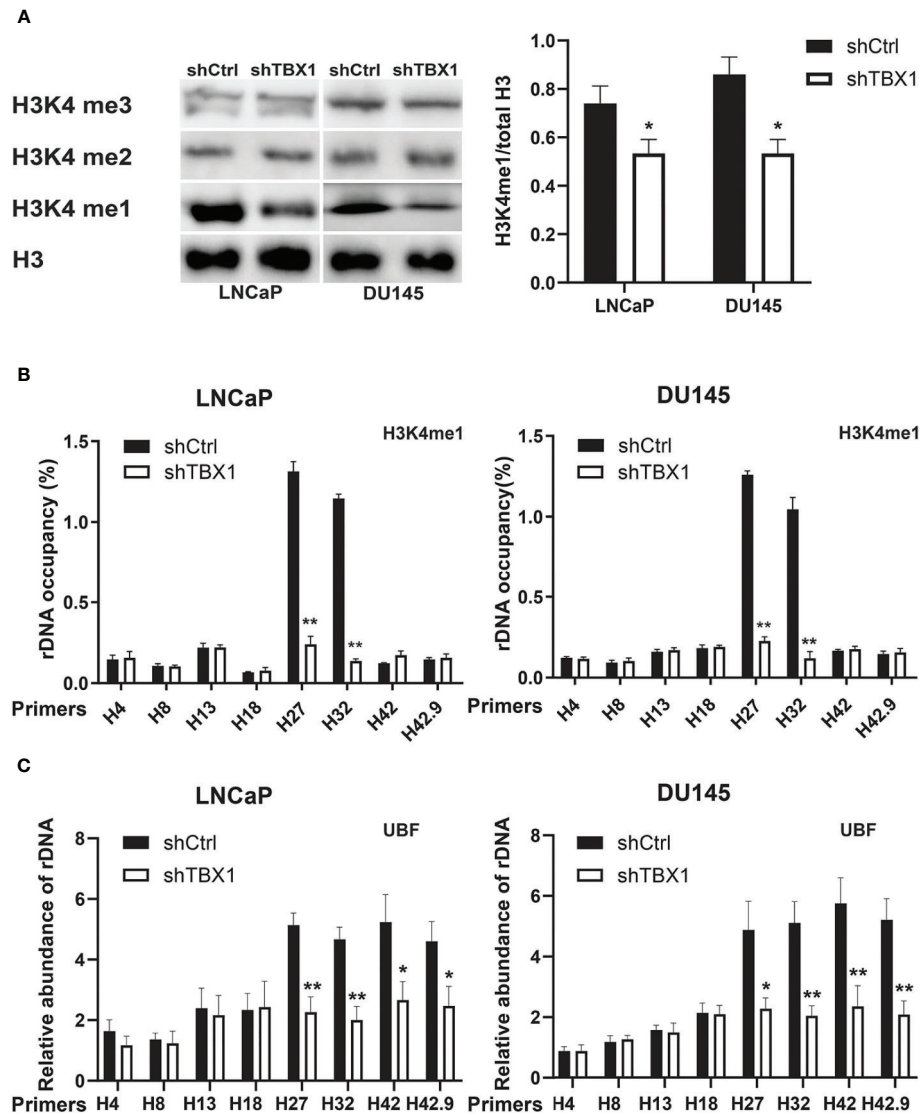 A
shCtrl shTBX1 shCtrl shTBX1
H3K4 me3
H3K4 me2
H3K4 me1
H3
LNCaP DU145
H3K4me1/total H3
1.0
0.8
0.6
0.4
0.2
0.0
* *
LNCaP DU145
shCtrl
shTBX1
B
LNCaP
H3K4me1
shCtrl
shTBX1
rDNA occupancy (%)
1.5
1.0
0.5
0.0
** **
Primers H4 H8 H13 H18 H27 H32 H42 H42.9
DU145
H3K4me1
shCtrl
shTBX1
rDNA occupancy(%)
1.5
1.0
0.5
0.0
** **
Primers H4 H8 H13 H18 H27 H32 H42 H42.9
C
LNCaP
UBF
shCtrl
shTBX1
Relative abundance of rDNA
8
6
4
2
0
** ** * *
Primers H4 H8 H13 H18 H27 H32 H42 H42.9
DU145
UBF
shCtrl
shTBX1
Relative abundance of rDNA
8
6
4
2
0
* ** ** **
Primers H4 H8 H13 H18 H27 H32 H42 H42.9